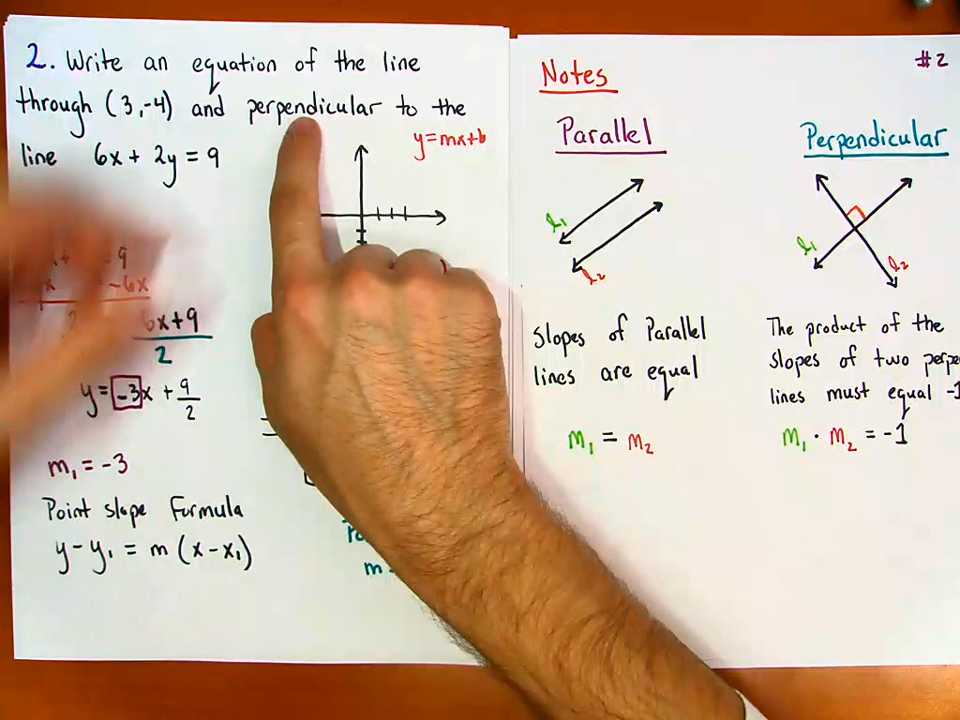 2. Write an equation of the line
through (3,-4) and perpendicular to the
line 6x + 2y = 9
y=mx+b
= 9
-6x
6x+9
2
y = -3x + 9/2
m₁ = -3
Point slope Formula
y-y₁ = m (x-x₁)
m
#2
Notes
Parallel
l₁
l₂
Slopes of Parallel
lines are equal
m₁ = m₂
Perpendicular
l₁
l₂
The product of the
slopes of two
lines must equal -1
m₁ · m₂ = -1